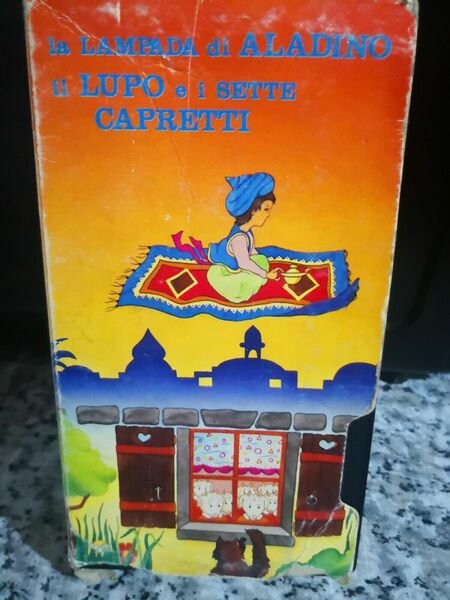 la LAMPADA di ALADINO
il LUPO e i SETTE
CAPRETTI